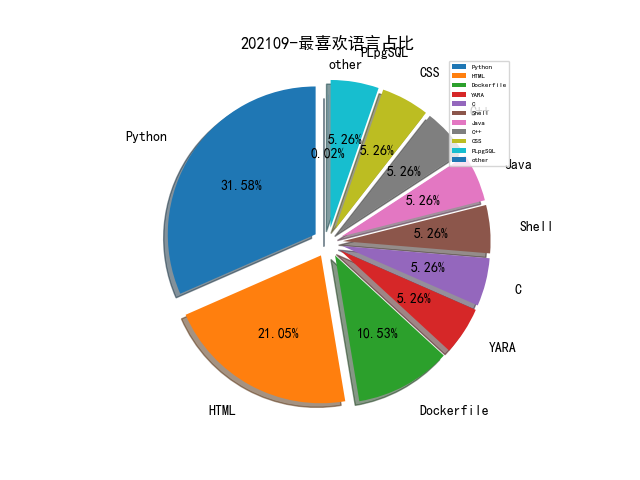 202109-最喜欢语言占比
PLpgSQL
other
CSS
Python
HTML
Dockerfile
YARA
C
Shell
Java
C++
CSS
PLpgSQL
other
Python
Java
Shell
C
YARA
Dockerfile
HTML
31.58%
21.05%
10.53%
5.26%
5.26%
5.26%
5.26%
5.26%
5.26%
5.26%
0.02%